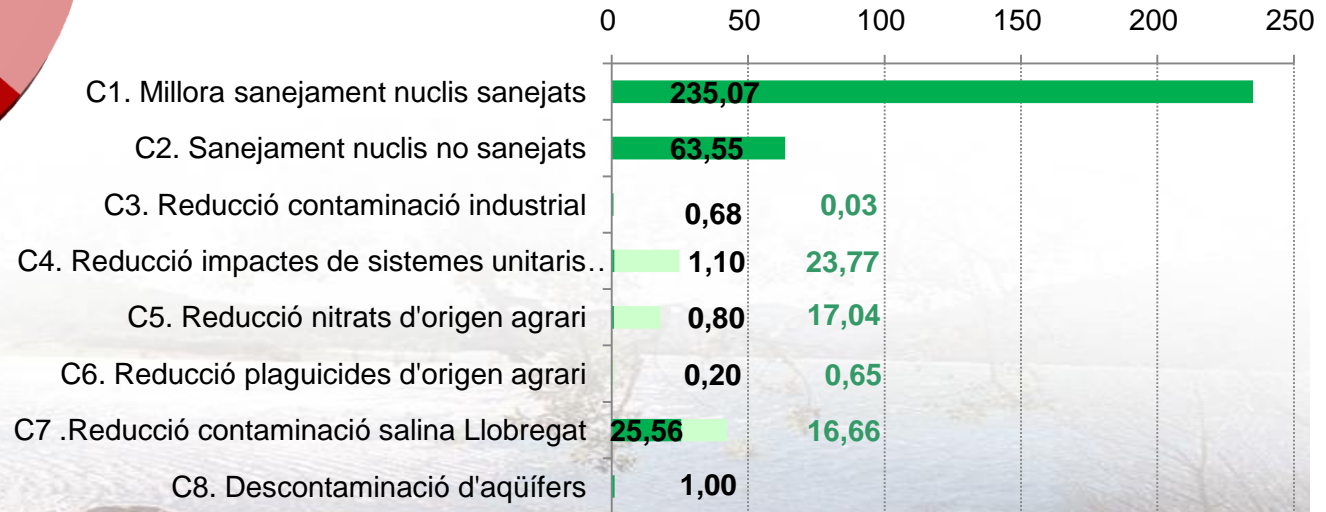 0 50 100 150 200 250
C1. Millora sanejament nuclis sanejats 235,07
C2. Sanejament nuclis no sanejats 63,55
C3. Reducció contaminació industrial 0,68 0,03
C4. Reducció impactes de sistemes unitaris.. 1,10 23,77
C5. Reducció nitrats d'origen agrari 0,80 17,04
C6. Reducció plaguicides d'origen agrari 0,20 0,65
C7 .Reducció contaminació salina Llobregat 25,56 16,66
C8. Descontaminació d'aqüífers 1,00